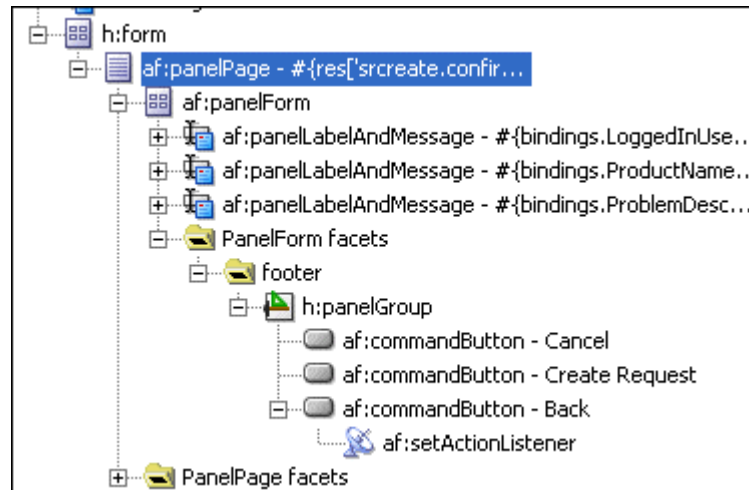 h:form
af:panelPage - #{res['srcreate.confir...
af:panelForm
af:panelLabelAndMessage - #{bindings.LoggedInUse...
af:panelLabelAndMessage - #{bindings.ProductName...
af:panelLabelAndMessage - #{bindings.ProblemDesc...
PanelForm facets
footer
h:panelGroup
af:commandButton - Cancel
af:commandButton - Create Request
af:commandButton - Back
af:setActionListener
PanelPage facets